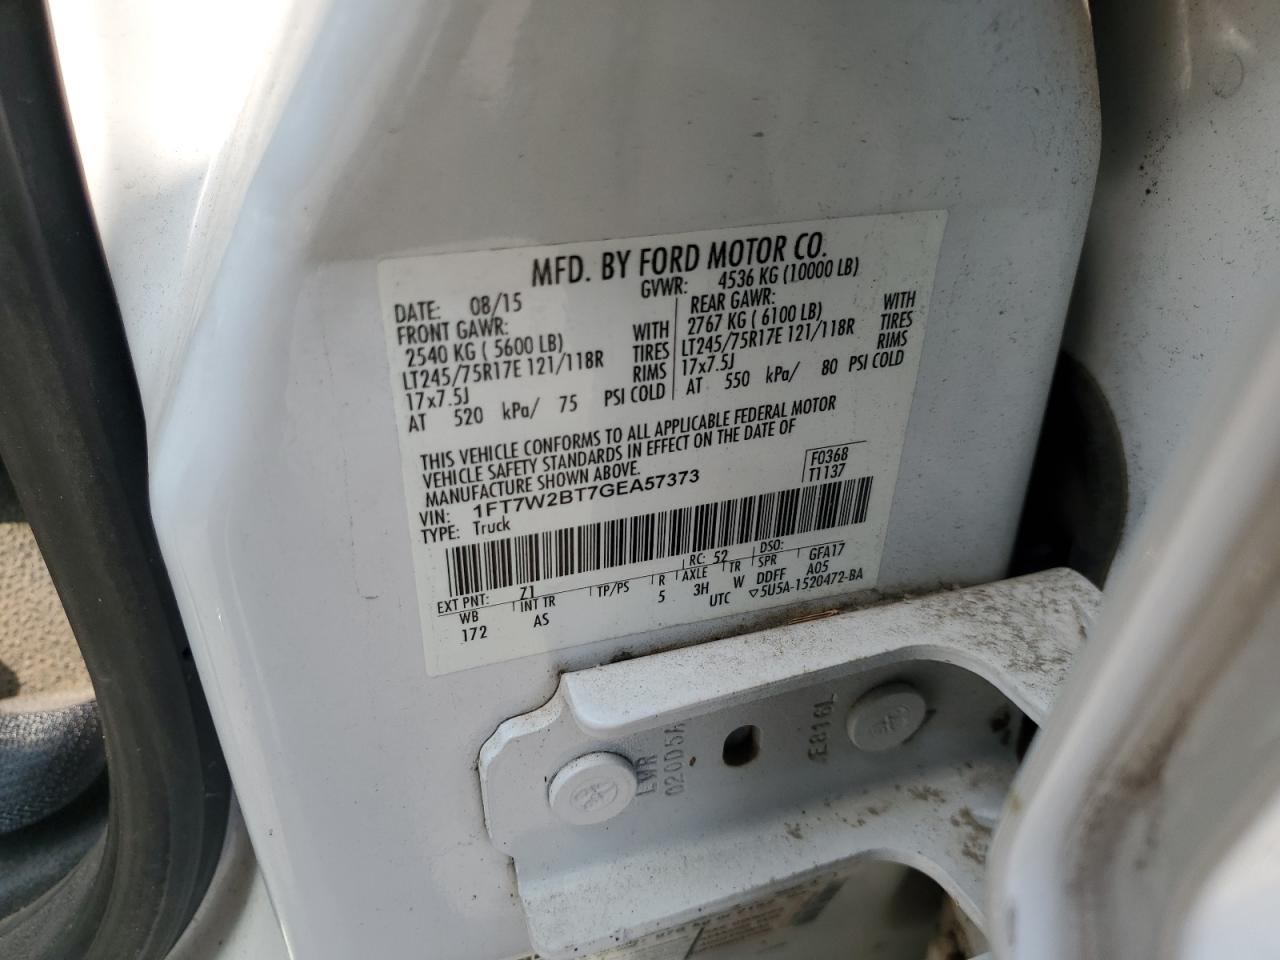 MFD. BY FORD MOTOR CO.
DATE: 08/15 GVWR: 4536 KG (10000 LB)
FRONT GAWR: REAR GAWR:
2540 KG ( 5600 LB) WITH 2767 KG ( 6100 LB) WITH
LT245/75R17E 121/118R TIRES LT245/75R17E 121/118R TIRES
17x7.5J RIMS 17x7.5J RIMS
AT 520 kPa/ 75 PSI COLD AT 550 kPa/ 80 PSI COLD
THIS VEHICLE CONFORMS TO ALL APPLICABLE FEDERAL MOTOR
VEHICLE SAFETY STANDARDS IN EFFECT ON THE DATE OF
MANUFACTURE SHOWN ABOVE.
VIN: 1FT7W2BT7GEA57373 F0368
TYPE: Truck T1137
EXT PNT: Z1 RC: 52 DSO:
WB INT TR TP/PS R AXLE TR SPR GFA17
172 AS 5 3H W DDFF A05
UTC ▽5U5A-1520472-BA
LWR
020D5A
Æ816L